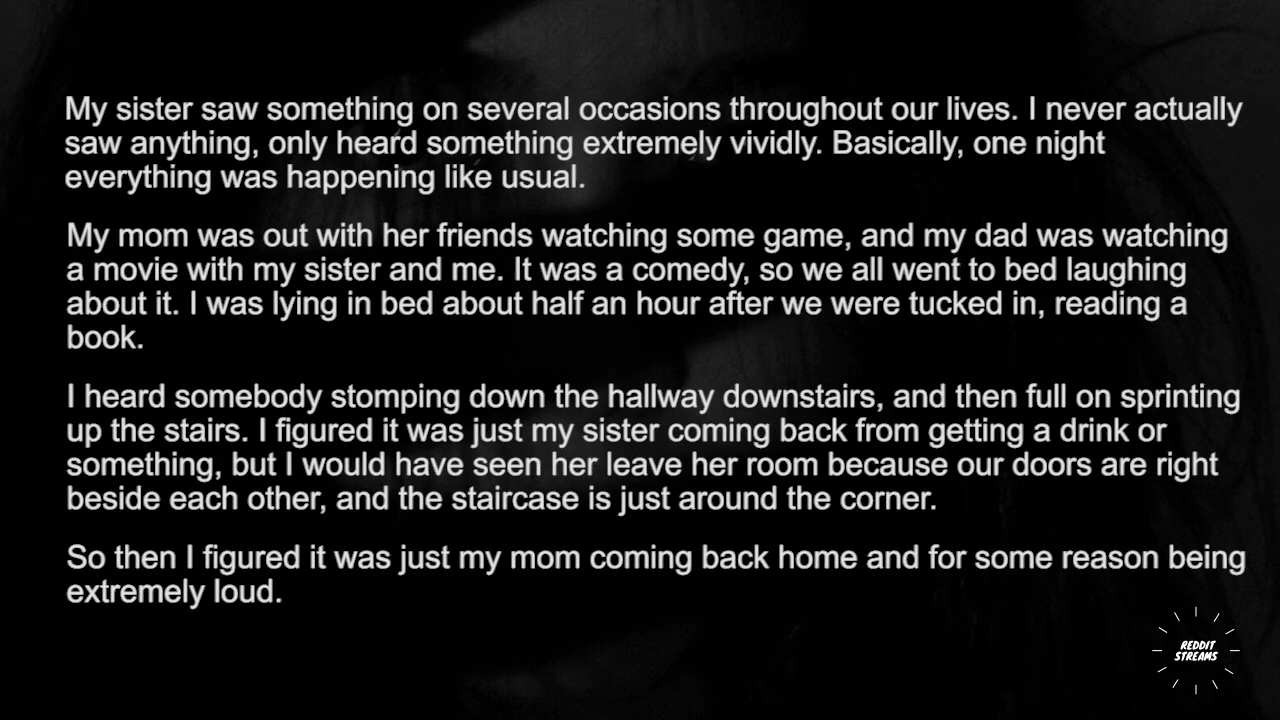 My sister saw something on several occasions throughout our lives. I never actually
saw anything, only heard something extremely vividly. Basically, one night
everything was happening like usual.
My mom was out with her friends watching some game, and my dad was watching
a movie with my sister and me. It was a comedy, so we all went to bed laughing
about it. I was lying in bed about half an hour after we were tucked in, reading a
book.
I heard somebody stomping down the hallway downstairs, and then full on sprinting
up the stairs. I figured it was just my sister coming back from getting a drink or
something, but I would have seen her leave her room because our doors are right
beside each other, and the staircase is just around the corner.
So then I figured it was just my mom coming back home and for some reason being
extremely loud.
REDDIT
STREAMS